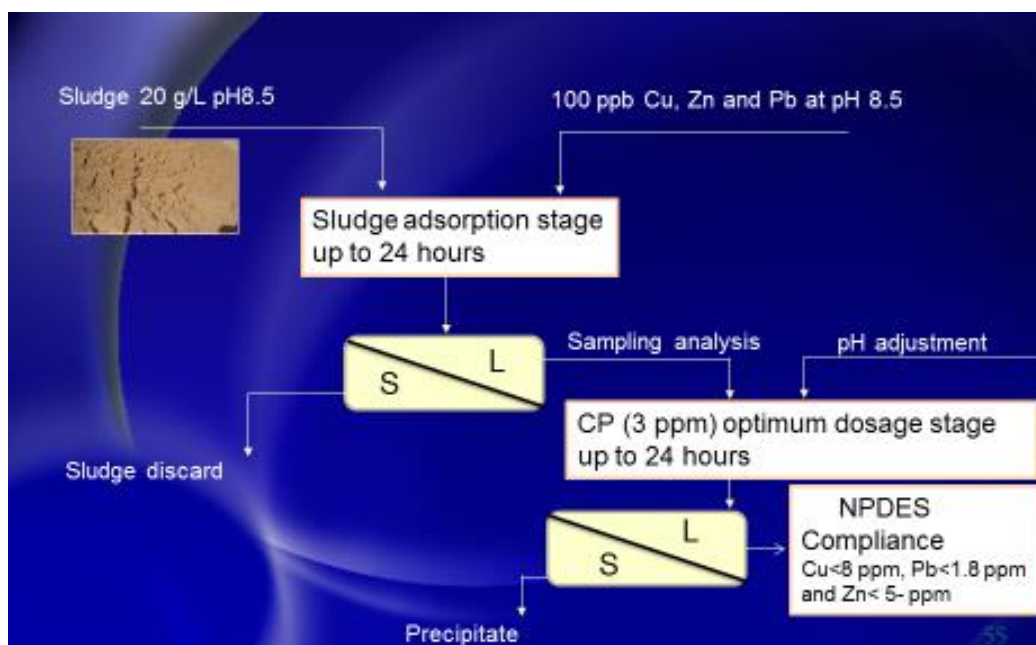 Sludge 20 g/L pH8.5
100 ppb Cu, Zn and Pb at pH 8.5
Sludge adsorption stage
up to 24 hours
Sampling analysis
pH adjustment
L
S
CP (3 ppm) optimum dosage stage
up to 24 hours
Sludge discard
NPDES
Compliance
Cu<8 ppm, Pb<1.8 ppm
and Zn< 5- ppm
L
S
Precipitate
55